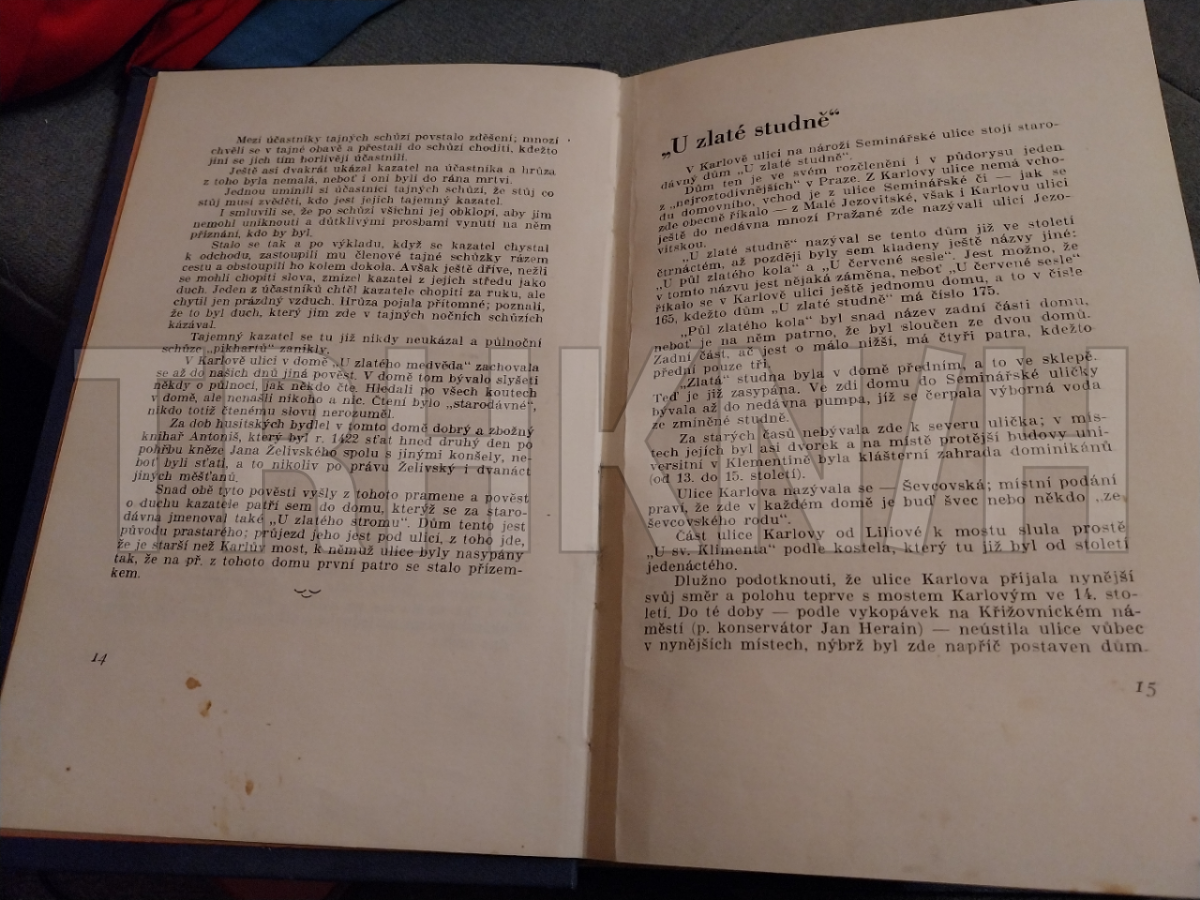 Mezi účastníky tajných schůzí povstalo zděšení; mnozí
chvěli se v tajné obavě a přestali do schůzí choditi, kdežto
jiní se jich tím horlivěji účastnili.
Ještě asi dvakrát ukázal kazatel na účastníka a hrůza
z toho byla nemalá, neboť i oni byli do rána mrtvi.
Jednou umínili si účastníci tajných schůzí, že stůj co
stůj musí zvěděti, kdo jest jejich tajemný kazatel.
I smluvili se, že po schůzi všichni jej obklopí, aby jim
nemohl uniknouti a důtklivými prosbami vynutí na něm
přiznání, kdo by byl.
Stalo se tak a po výkladu, když se kazatel chystal
k odchodu, zastoupili mu členové tajné schůzky rázem
cestu a obstoupili ho kolem dokola. Avšak ještě dříve, nežli
se mohli chopiti slova, zmizel kazatel z jejich středu jako
duch. Jeden z účastníků chtěl kazatele chopiti za ruku, ale
chytil jen prázdný vzduch. Hrůza pojala přítomné; poznali,
že to byl duch, který jim zde v tajných nočních schůzích
kázával.
Tajemný kazatel se tu již nikdy neukázal a půlnoční
schůze „pikhartů" zanikly.
V Karlově ulici v domě „U zlatého medvěda" zachovala
se až do našich dnů jiná pověst. V domě tom bývalo slyšeti
někdy o půlnoci, jak někdo čte. Hledali po všech koutech
v domě, ale nenašli nikoho a nic. Čtení bylo „starodávné",
nikdo totiž čtenému slovu nerozuměl.
Za dob husitských bydlel v tomto domě dobrý a zbožný
knihař Antoniš, který byl r. 1422 sťat hned druhý den po
pohřbu kněze Jana Želivského spolu s jinými konšely, ne-
boť byli sťati, a to nikoliv po právu Želivský i dvanáct
jiných měšťanů.
Snad obě tyto pověsti vyšly z tohoto pramene a pověst
o duchu kazatele patří sem do domu, kterýž se za staro-
dávna jmenoval také „U zlatého stromu". Dům tento jest
původu prastarého; průjezd jeho jest pod ulicí, z toho jde,
že je starší než Karlův most, k němuž ulice byly nasypány
tak, že na př. z tohoto domu první patro se stalo přízem-
kem.
14
„U zlaté studně"
V Karlově ulici na nároží Seminářské ulice stojí staro-
dávný dům „U zlaté studně".
Dům ten je ve svém rozčlenění i v půdorysu jeden
z „nejroztodivnějších" v Praze. Z Karlovy ulice nemá vcho-
du domovního, vchod je z ulice Seminářské či — jak se
zde obecně říkalo — z Malé Jezovitské, však i Karlovu ulici
ještě do nedávna mnozí Pražané zde nazývali ulicí Jezo-
vitskou.
„U zlaté studně" nazýval se tento dům již ve století
čtrnáctém, až později byly sem kladeny ještě názvy jiné:
„U půl zlatého kola" a „U červené sesle". Jest možno, že
v tomto názvu jest nějaká záměna, neboť „U červené sesle"
říkalo se v Karlově ulici ještě jednomu domu, a to v čísle
165, kdežto dům „U zlaté studně" má číslo 175.
„Půl zlatého kola" byl snad název zadní části domu,
neboť je na něm patrno, že byl sloučen ze dvou domů.
Zadní část, ač jest o málo nižší, má čtyři patra, kdežto
přední pouze tři.
„Zlatá" studna byla v domě předním, a to ve sklepě.
Teď je již zasypána. Ve zdi domu do Seminářské uličky
bývala až do nedávna pumpa, jíž se čerpala výborná voda
ze zmíněné studně.
Za starých časů nebývala zde k severu ulička; v mís-
tech jejích byl asi dvorek a na místě protější budovy uni-
versitní v Klementině byla klášterní zahrada dominikánů
(od 13. do 15. století).
Ulice Karlova nazývala se — Ševcovská; místní podání
praví, že zde v každém domě je buď švec nebo někdo „ze
ševcovského rodu".
Část ulice Karlovy od Liliové k mostu slula prostě
„U sv. Klimenta" podle kostela, který tu již byl od století
jedenáctého.
Dlužno podotknouti, že ulice Karlova přijala nynější
svůj směr a polohu teprve s mostem Karlovým ve 14. sto-
letí. Do té doby — podle vykopávek na Křižovnickém ná-
městí (p. konservátor Jan Herain) — neústila ulice vůbec
v nynějších místech, nýbrž byl zde napříč postaven dům
15